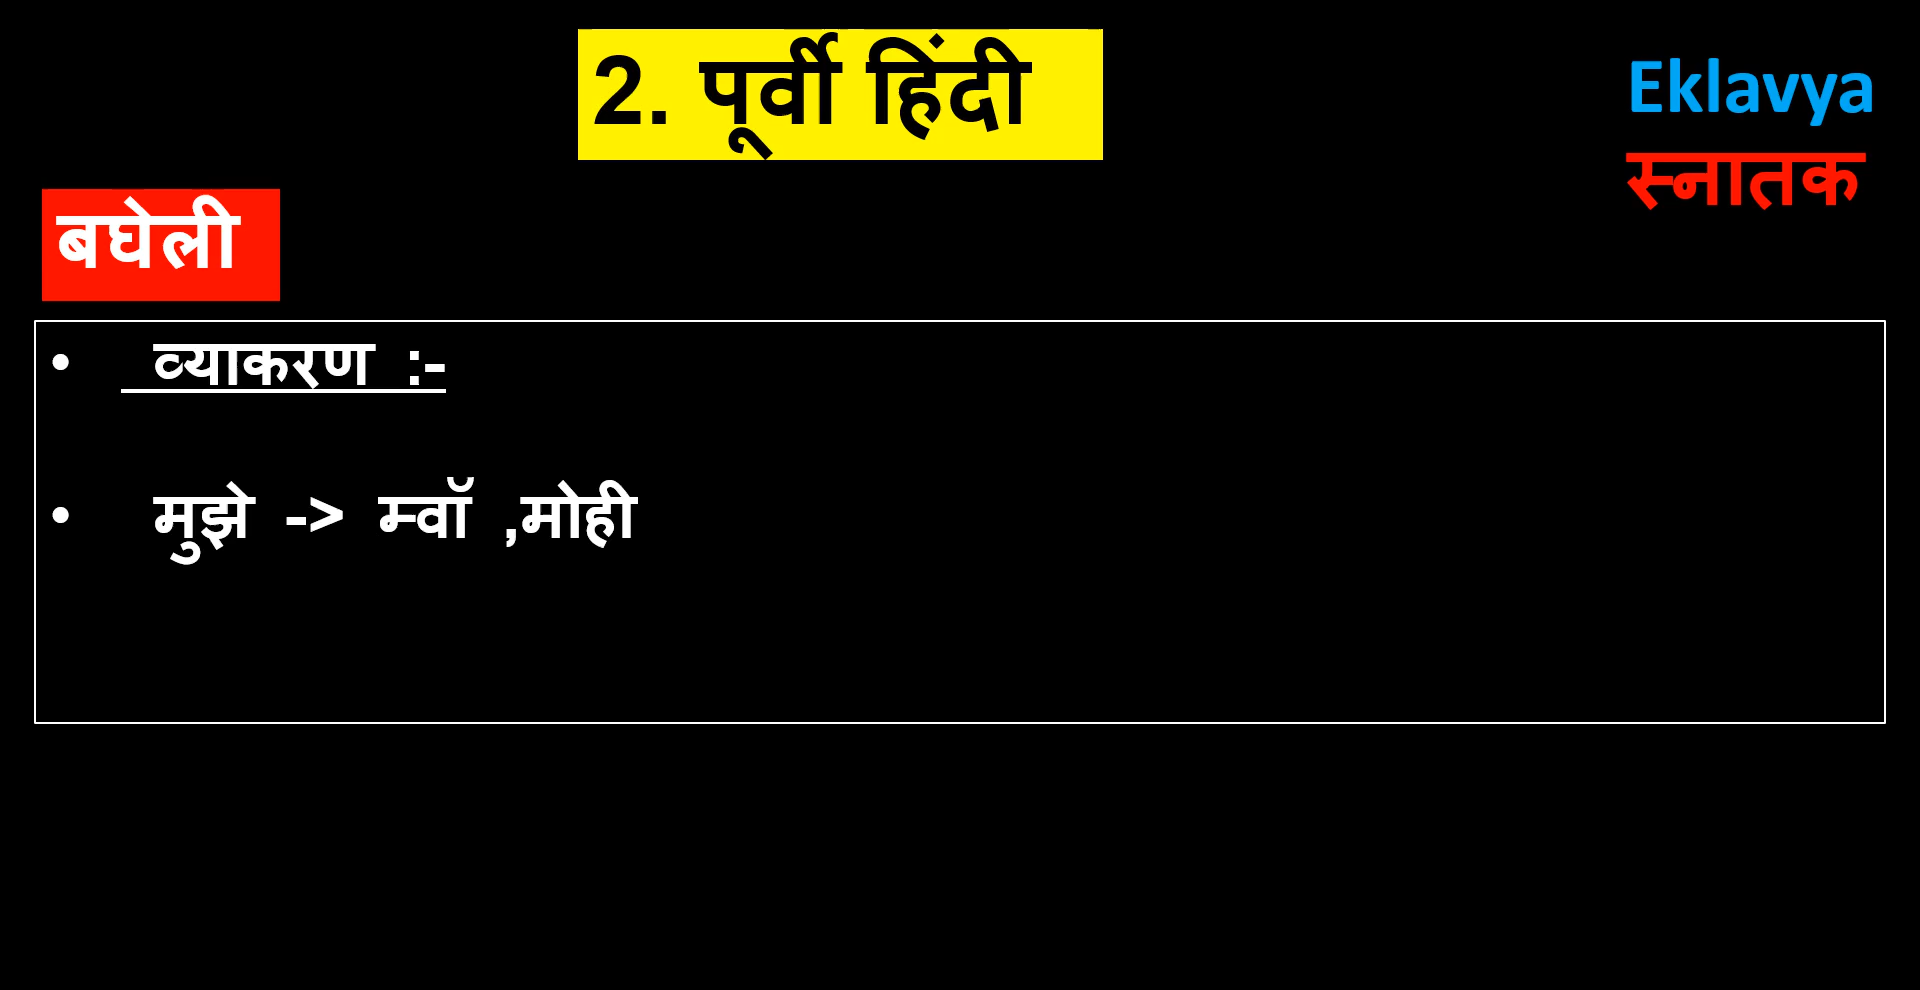 2. पूर्वी हिंदी
Eklavya
स्नातक
बघेली
• व्याकरण :-
• मुझे -> म्वॉ ,मोही